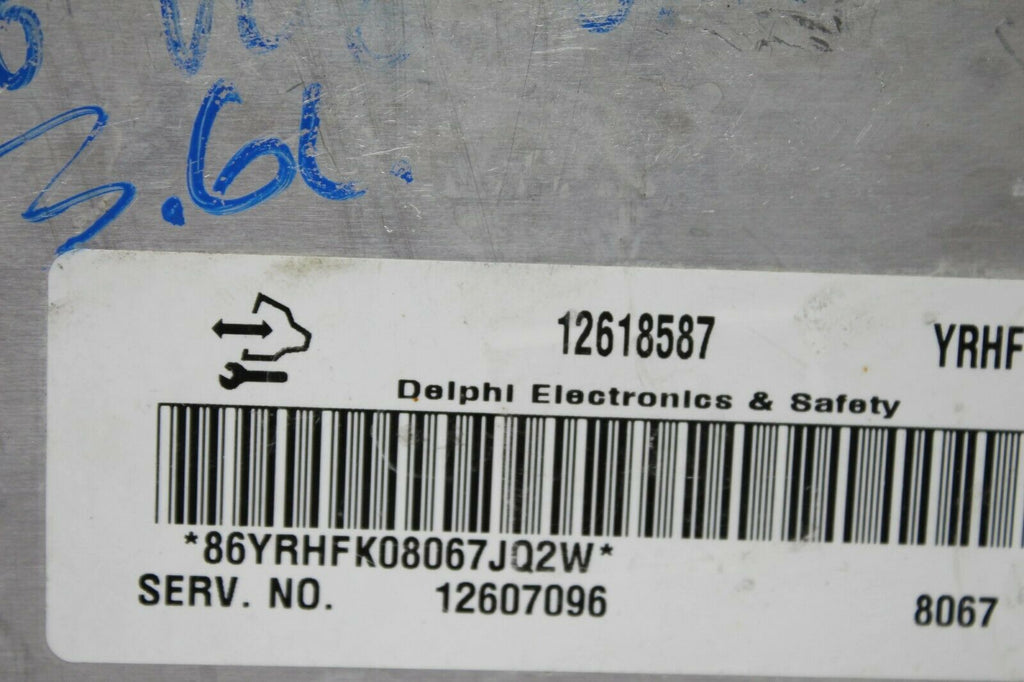 3.6L.
12618587 YRHF
Delphi Electronics & Safety
*86YRHFK08067JQ2W*
SERV. NO. 12607096 8067